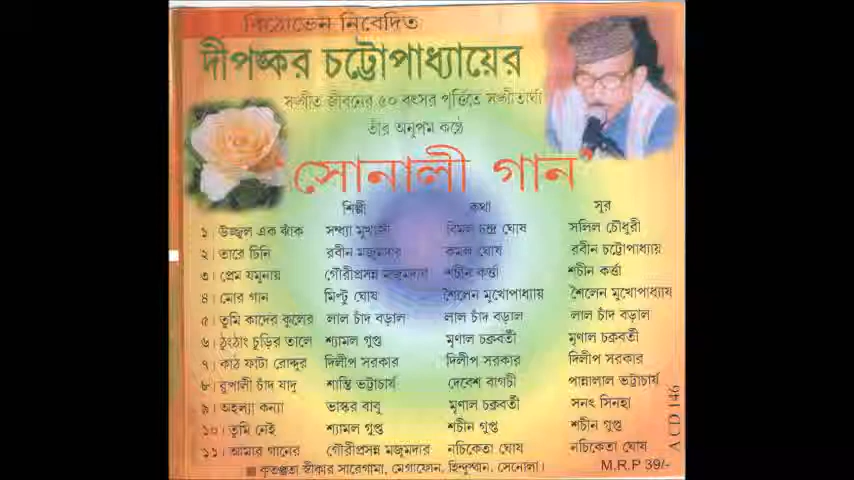 বিঠোভেন নিবেদিত
দীপঙ্কর চট্টোপাধ্যায়ের
সঙ্গীত জীবনের ৫০ বৎসর পূর্ত্তিতে সঙ্গীতার্ঘ্য
তাঁর অনুপম কণ্ঠে
'সোনালী গান'
শিল্পী কথা সুর
১। উজ্জ্বল এক ঝাঁক সন্ধ্যা মুখার্জী বিমল চন্দ্র ঘোষ সলিল চৌধুরী
২। তারে চিনি রবীন মজুমদার কমল ঘোষ রবীন চট্টোপাধ্যায়
৩। প্রেম যমুনায় গৌরীপ্রসন্ন মজুমদার শচীন কর্ত্তা শচীন কর্ত্তা
৪। মোর গান মিন্টু ঘোষ শৈলেন মুখোপাধ্যায় শৈলেন মুখোপাধ্যায়
৫। তুমি কাদের কুলের লাল চাঁদ বড়াল লাল চাঁদ বড়াল লাল চাঁদ বড়াল
৬। ঠুংঠাং চুড়ির তালে শ্যামল গুপ্ত মৃণাল চক্রবর্তী মৃণাল চক্রবর্তী
৭। কাঠ ফাটা রোদ্দুর দিলীপ সরকার দিলীপ সরকার দিলীপ সরকার
৮। রুপালী চাঁদ যাদু শান্তি ভট্টাচার্য দেবেশ বাগচী পান্নালাল ভট্টাচার্য
৯। অহল্যা কন্যা ভাস্কর বাবু মৃণাল চক্রবর্তী সনৎ সিনহা
১০। তুমি নেই শ্যামল গুপ্ত শচীন গুপ্ত শচীন গুপ্ত
১১। আমার গানের গৌরীপ্রসন্ন মজুমদার নচিকেতা ঘোষ নচিকেতা ঘোষ
কৃতজ্ঞতা স্বীকার সারেগামা, মেগাফোন, হিন্দুস্থান, সেনোলা।
M.R.P 39/-
A CD 146